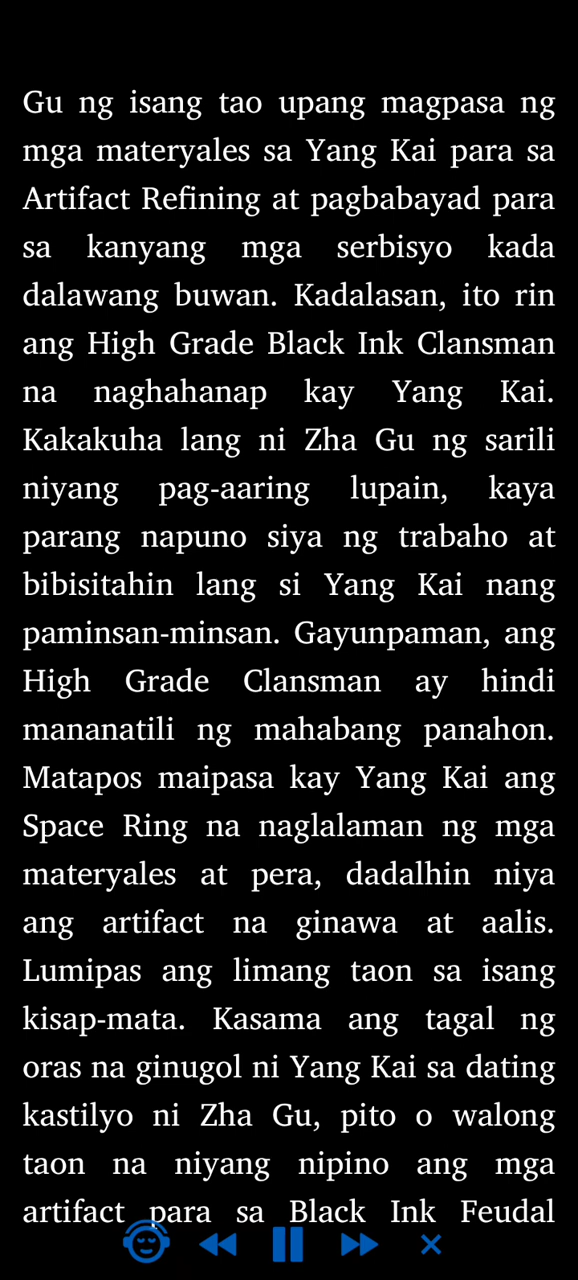 Gu ng isang tao upang magpasa ng
mga materyales sa Yang Kai para sa
Artifact Refining at pagbabayad para
sa kanyang mga serbisyo kada
dalawang buwan. Kadalasan, ito rin
ang High Grade Black Ink Clansman
na naghahanap kay Yang Kai.
Kakakuha lang ni Zha Gu ng sarili
niyang pag-aaring lupain, kaya
parang napuno siya ng trabaho at
bibisitahin lang si Yang Kai nang
paminsan-minsan. Gayunpaman, ang
High Grade Clansman ay hindi
mananatili ng mahabang panahon.
Matapos maipasa kay Yang Kai ang
Space Ring na naglalaman ng mga
materyales at pera, dadalhin niya
ang artifact na ginawa at aalis.
Lumipas ang limang taon sa isang
kisap-mata. Kasama ang tagal ng
oras na ginugol ni Yang Kai sa dating
kastilyo ni Zha Gu, pito o walong
taon na niyang nipino ang mga
artifact para sa Black Ink Feudal